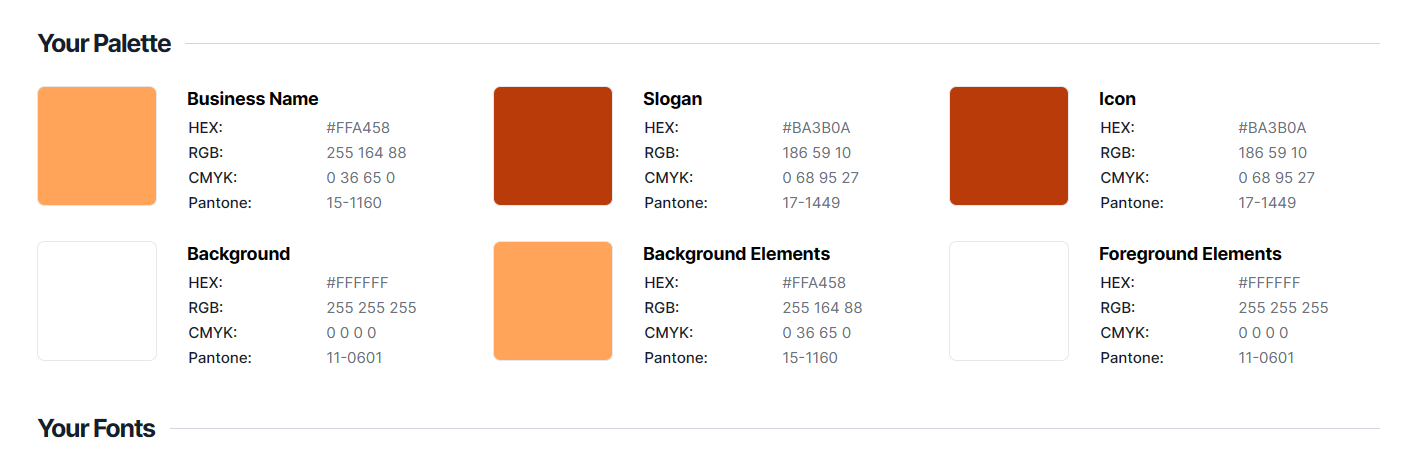 Your Palette
Business Name
HEX: #FFA458
RGB: 255 164 88
CMYK: 0 36 65 0
Pantone: 15-1160
Slogan
HEX: #BA3B0A
RGB: 186 59 10
CMYK: 0 68 95 27
Pantone: 17-1449
Icon
HEX: #BA3B0A
RGB: 186 59 10
CMYK: 0 68 95 27
Pantone: 17-1449
Background
HEX: #FFFFFF
RGB: 255 255 255
CMYK: 0 0 0 0
Pantone: 11-0601
Background Elements
HEX: #FFA458
RGB: 255 164 88
CMYK: 0 36 65 0
Pantone: 15-1160
Foreground Elements
HEX: #FFFFFF
RGB: 255 255 255
CMYK: 0 0 0 0
Pantone: 11-0601
Your Fonts